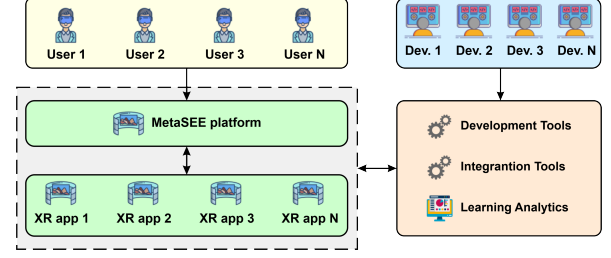 User 1 User 2 User 3 User N
Dev. 1 Dev. 2 Dev. 3 Dev. N
MetaSEE platform
XR app 1 XR app 2 XR app 3 XR app N
Development Tools
Integrantion Tools
Learning Analytics